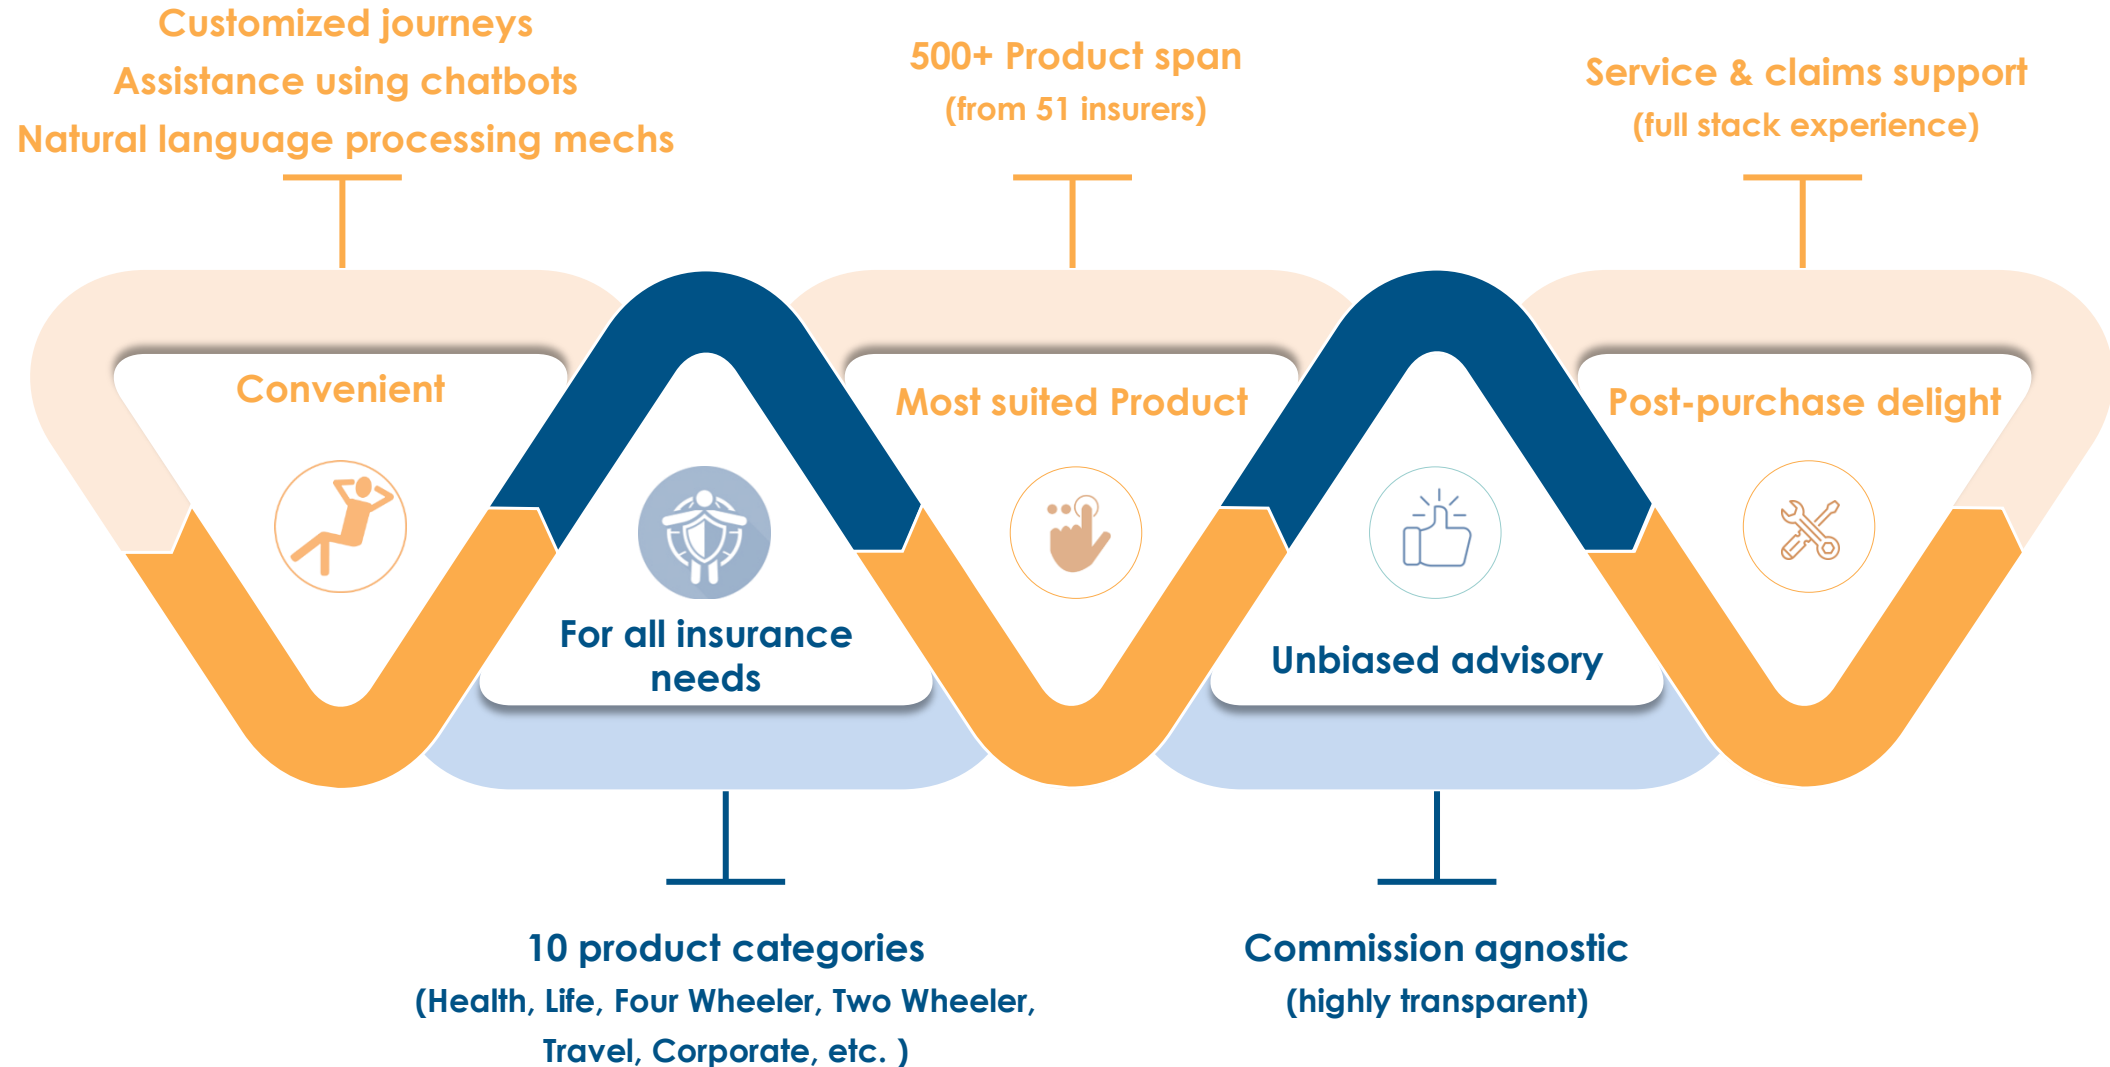 Customized journeys
Assistance using chatbots
Natural language processing mechs
500+ Product span
(from 51 insurers)
Service & claims support
(full stack experience)
Convenient
Most suited Product
Post-purchase delight
For all insurance
needs
Unbiased advisory
10 product categories
(Health, Life, Four Wheeler, Two Wheeler,
Travel, Corporate, etc. )
Commission agnostic
(highly transparent)